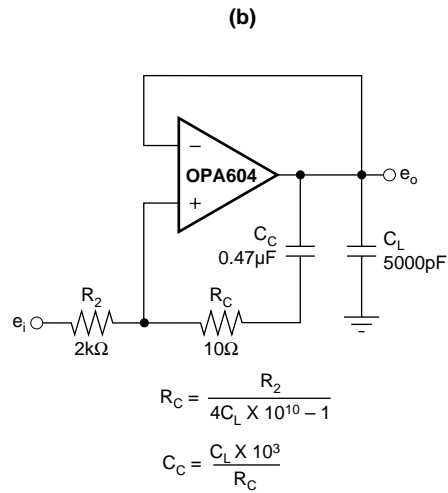 (b)
−
OPA604
+
e_o
C_C
0.47µF
C_L
5000pF
R_2
R_C
e_i
2kΩ
10Ω
R_C = R_2 / (4C_L X 10^10 – 1)
C_C = (C_L X 10^3) / R_C